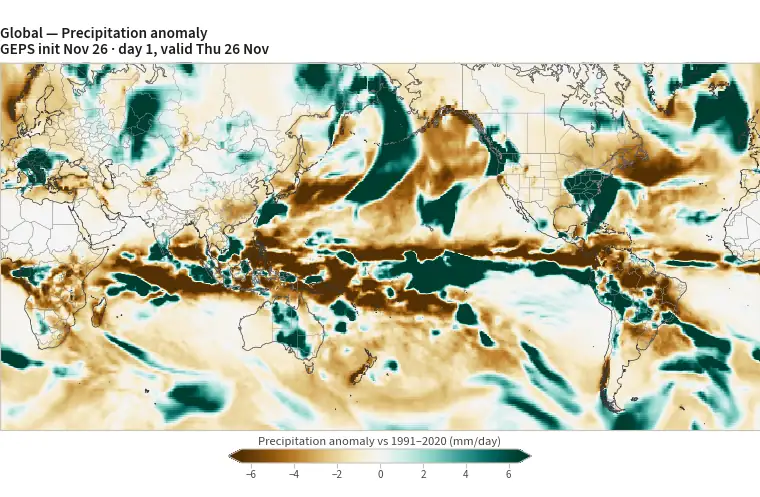 Global — Precipitation anomaly
GEPS init Nov 26 · day 1, valid Thu 26 Nov
Precipitation anomaly vs 1991–2020 (mm/day)
−6 −4 −2 0 2 4 6